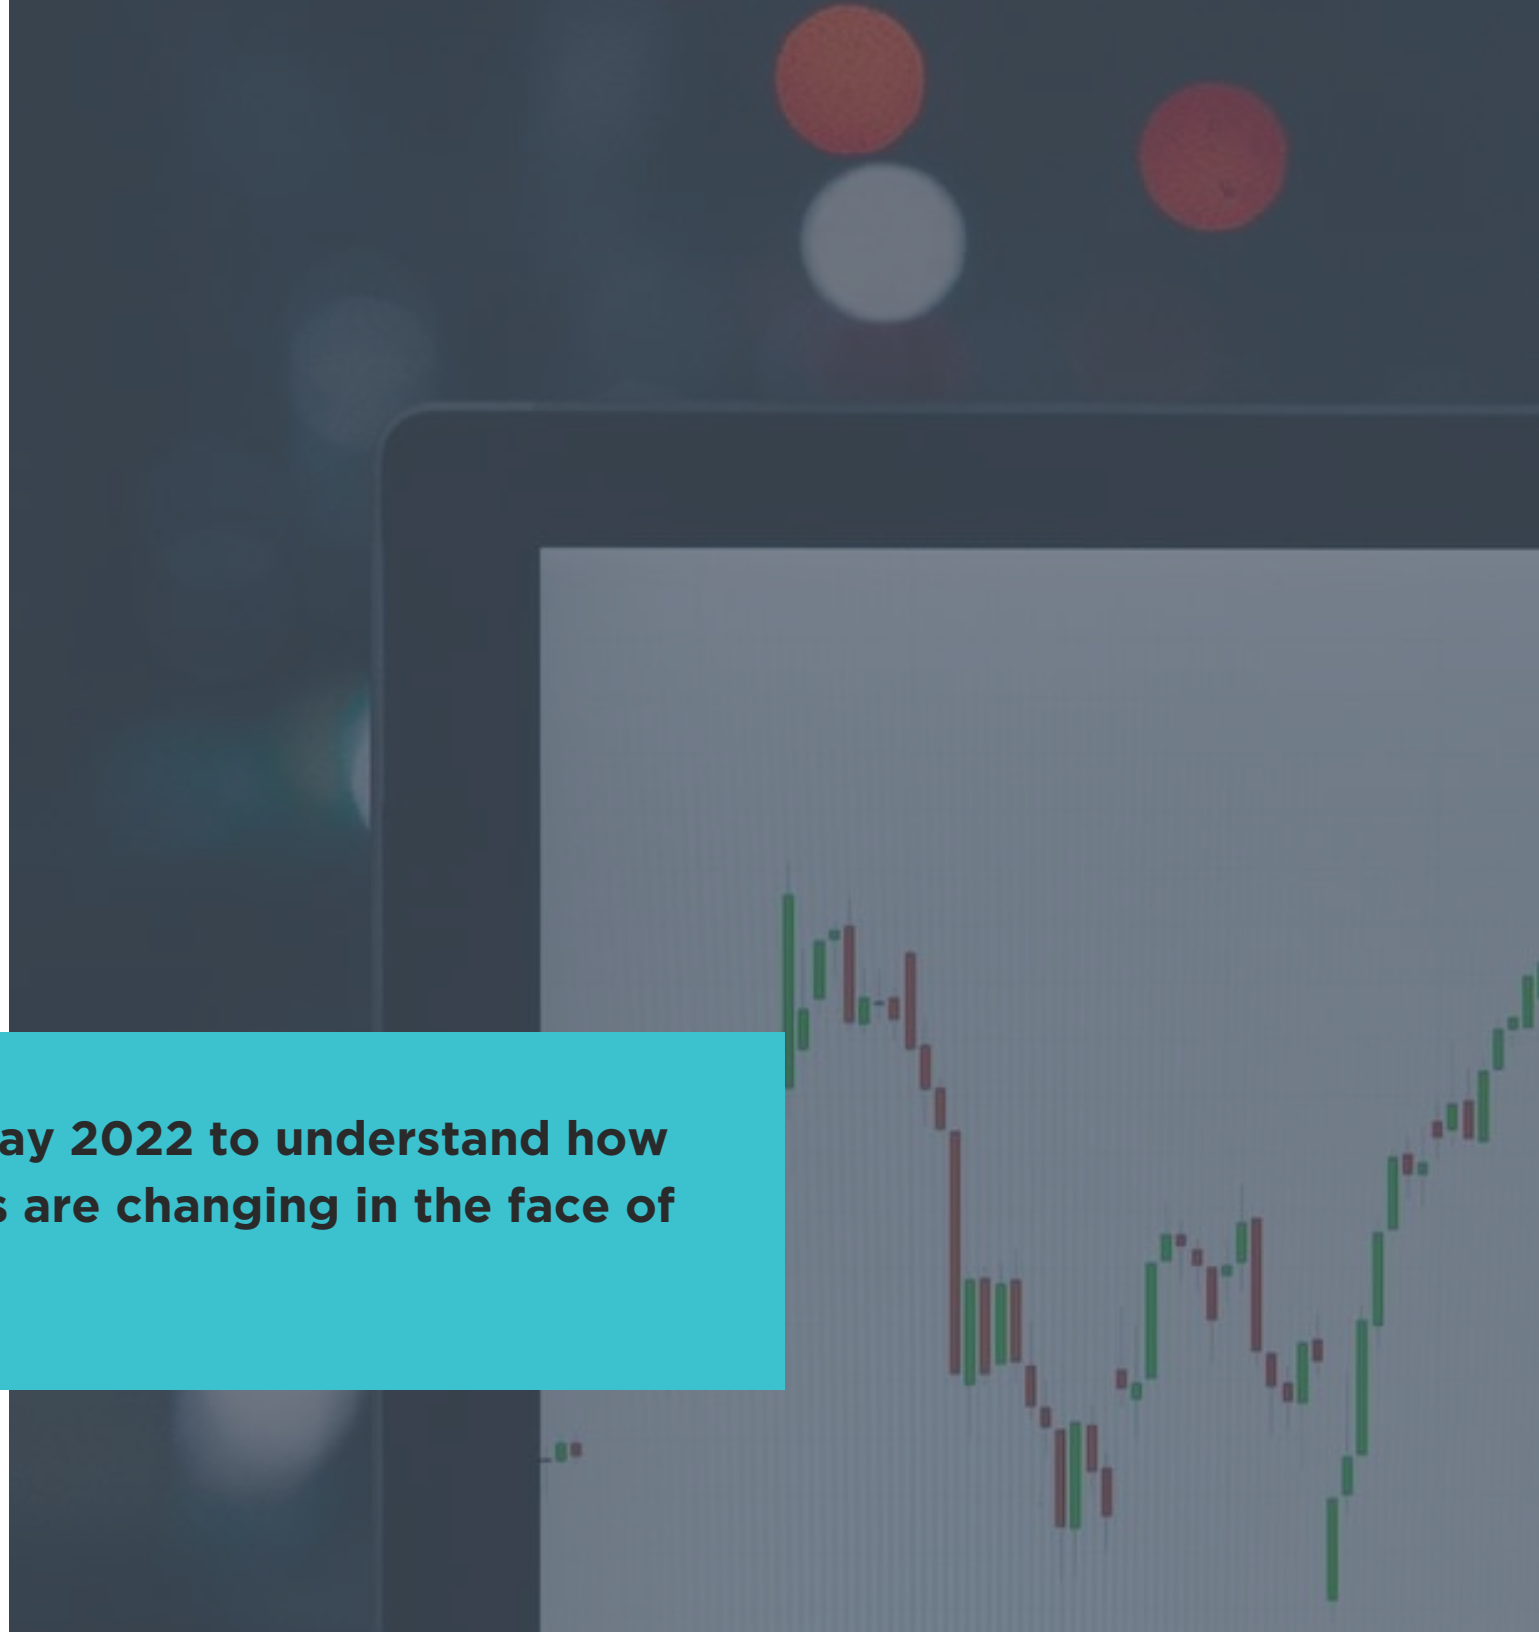 ay 2022 to understand how
s are changing in the face of